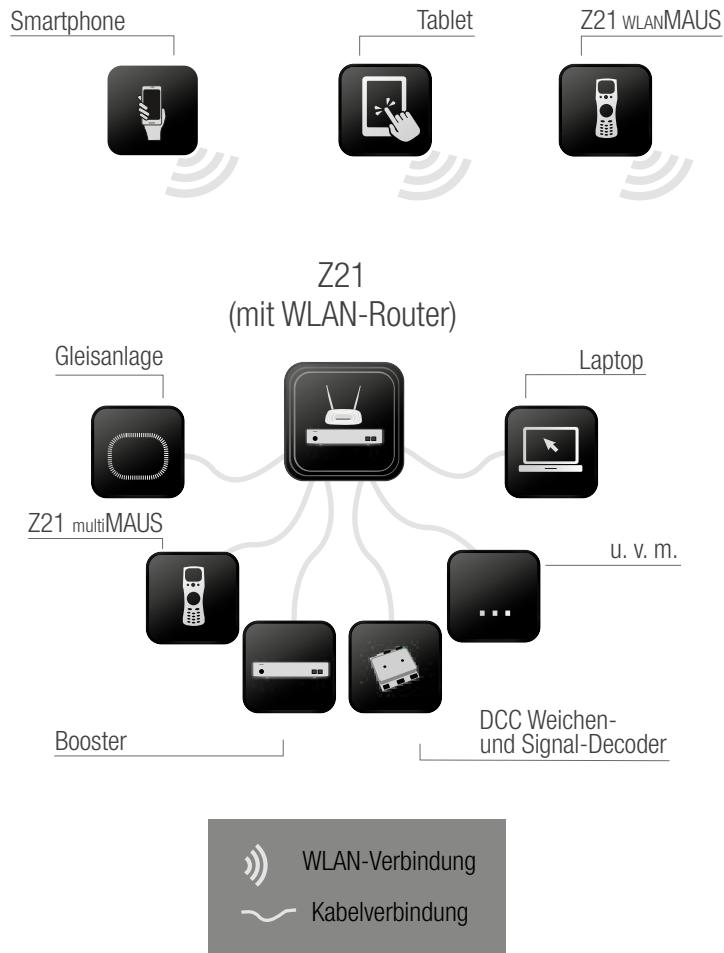 Smartphone
Tablet
Z21 WLANMAUS
Z21
(mit WLAN-Router)
Gleisanlage
Laptop
Z21 multiMAUS
u. v. m.
Booster
DCC Weichen-
und Signal-Decoder
WLAN-Verbindung
Kabelverbindung